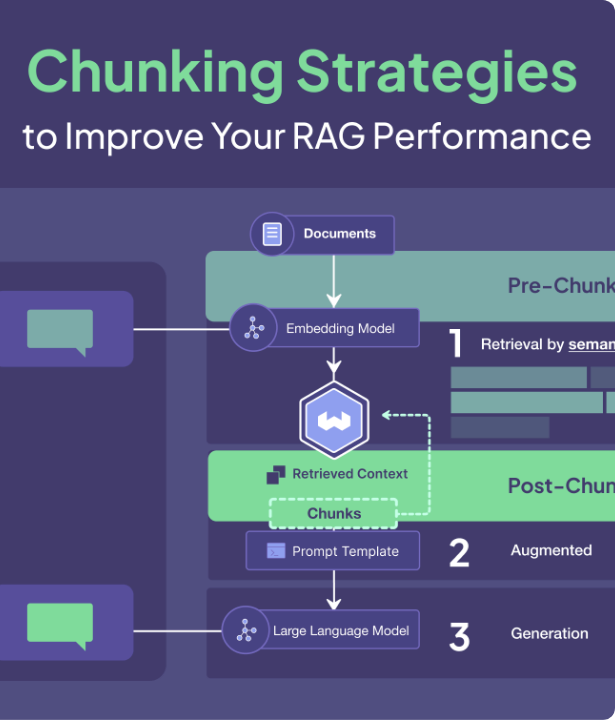 Chunking Strategies
to Improve Your RAG Performance
Documents
Pre-Chunk
Embedding Model
1 Retrieval by seman
Retrieved Context
Post-Chun
Chunks
Prompt Template
2 Augmented
Large Language Model
3 Generation